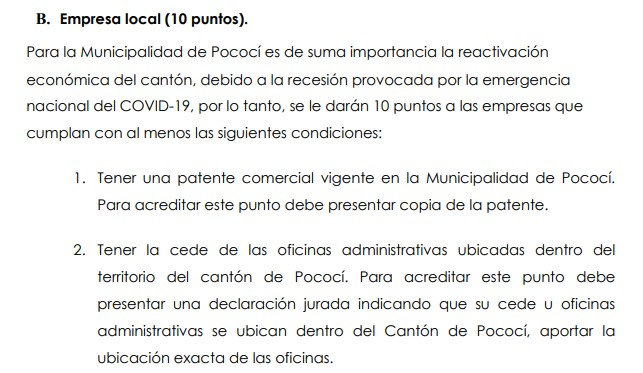 B. Empresa local (10 puntos).
Para la Municipalidad de Pococí es de suma importancia la reactivación
económica del cantón, debido a la recesión provocada por la emergencia
nacional del COVID-19, por lo tanto, se le darán 10 puntos a las empresas que
cumplan con al menos las siguientes condiciones:
1. Tener una patente comercial vigente en la Municipalidad de Pococí.
Para acreditar este punto debe presentar copia de la patente.
2. Tener la cede de las oficinas administrativas ubicadas dentro del
territorio del cantón de Pococí. Para acreditar este punto debe
presentar una declaración jurada indicando que su cede u oficinas
administrativas se ubican dentro del Cantón de Pococí, aportar la
ubicación exacta de las oficinas.